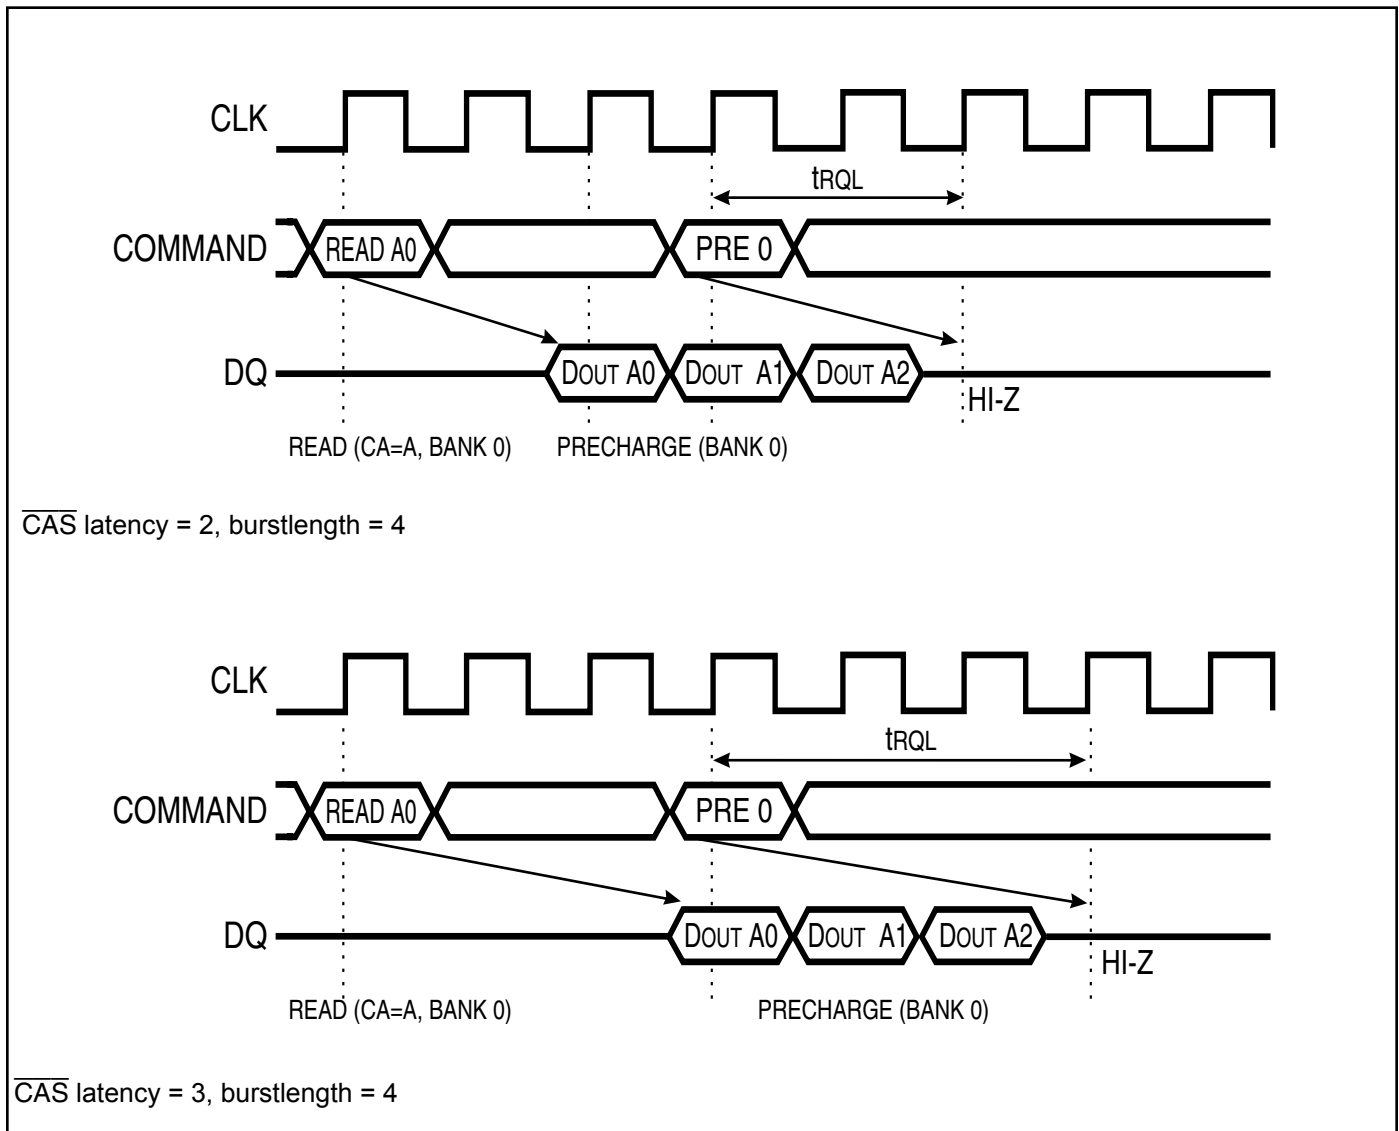 CLK
tRQL
COMMAND READ A0 PRE 0
DQ DOUT A0 DOUT A1 DOUT A2 HI-Z
READ (CA=A, BANK 0) PRECHARGE (BANK 0)
CAS latency = 2, burstlength = 4
CLK
tRQL
COMMAND READ A0 PRE 0
DQ DOUT A0 DOUT A1 DOUT A2 HI-Z
READ (CA=A, BANK 0) PRECHARGE (BANK 0)
CAS latency = 3, burstlength = 4